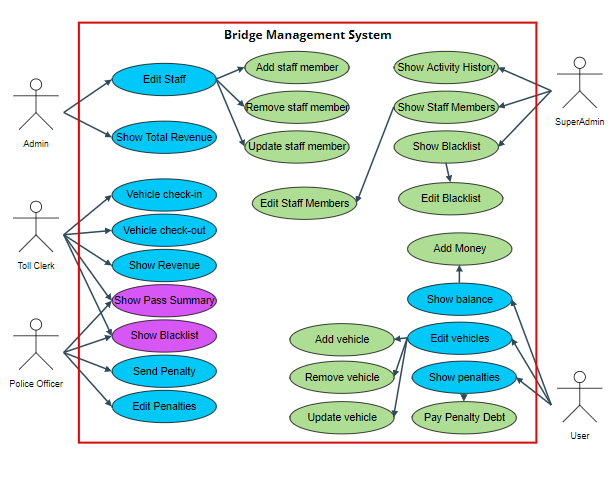 Bridge Management System
Edit Staff
Add staff member
Show Activity History
Remove staff member
Show Staff Members
Admin
Show Total Revenue
Update staff member
Show Blacklist
SuperAdmin
Vehicle check-in
Edit Staff Members
Edit Blacklist
Vehicle check-out
Toll Clerk
Show Revenue
Add Money
Show Pass Summary
Show balance
Show Blacklist
Add vehicle
Edit vehicles
Police Officer
Send Penalty
Remove vehicle
Show penalties
Edit Penalties
Update vehicle
Pay Penalty Debt
User